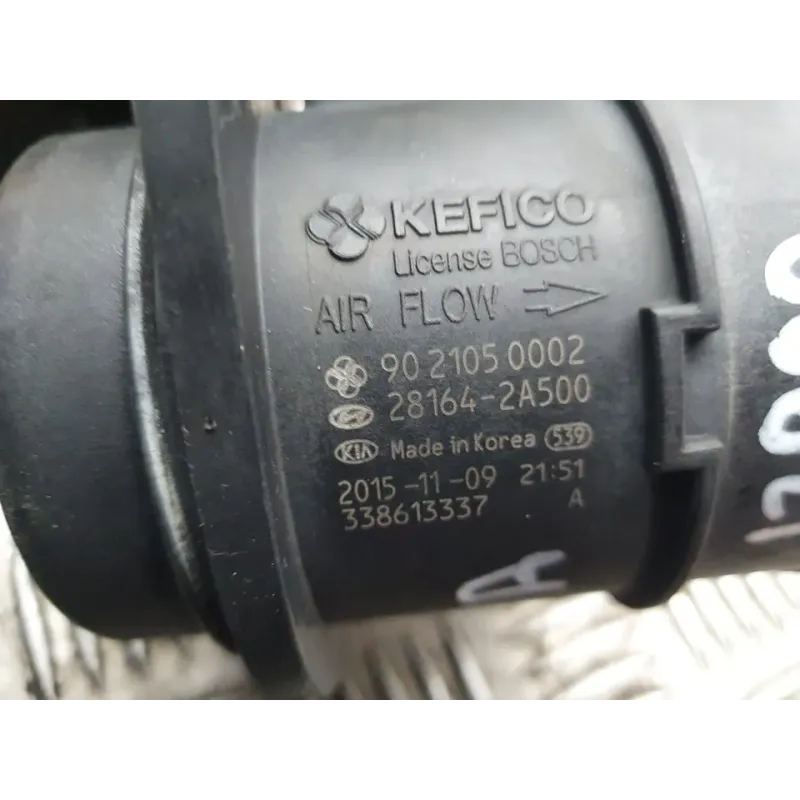 KEFICO
License BOSCH
AIR FLOW
90 2105 0002
28164-2A500
KIA Made in Korea 539
2015-11-09 21:51
338613337 A
A